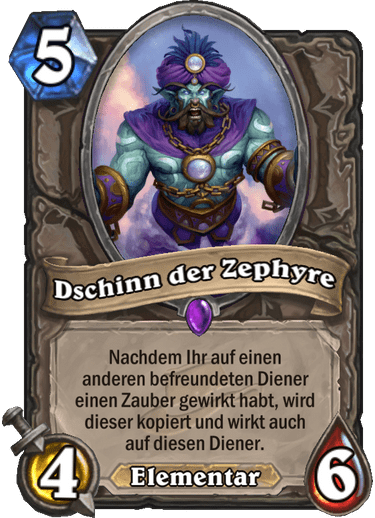 5
Dschinn der Zephyre
Nachdem Ihr auf einen
anderen befreundeten Diener
einen Zauber gewirkt habt, wird
dieser kopiert und wirkt auch
auf diesen Diener.
4
Elementar
6